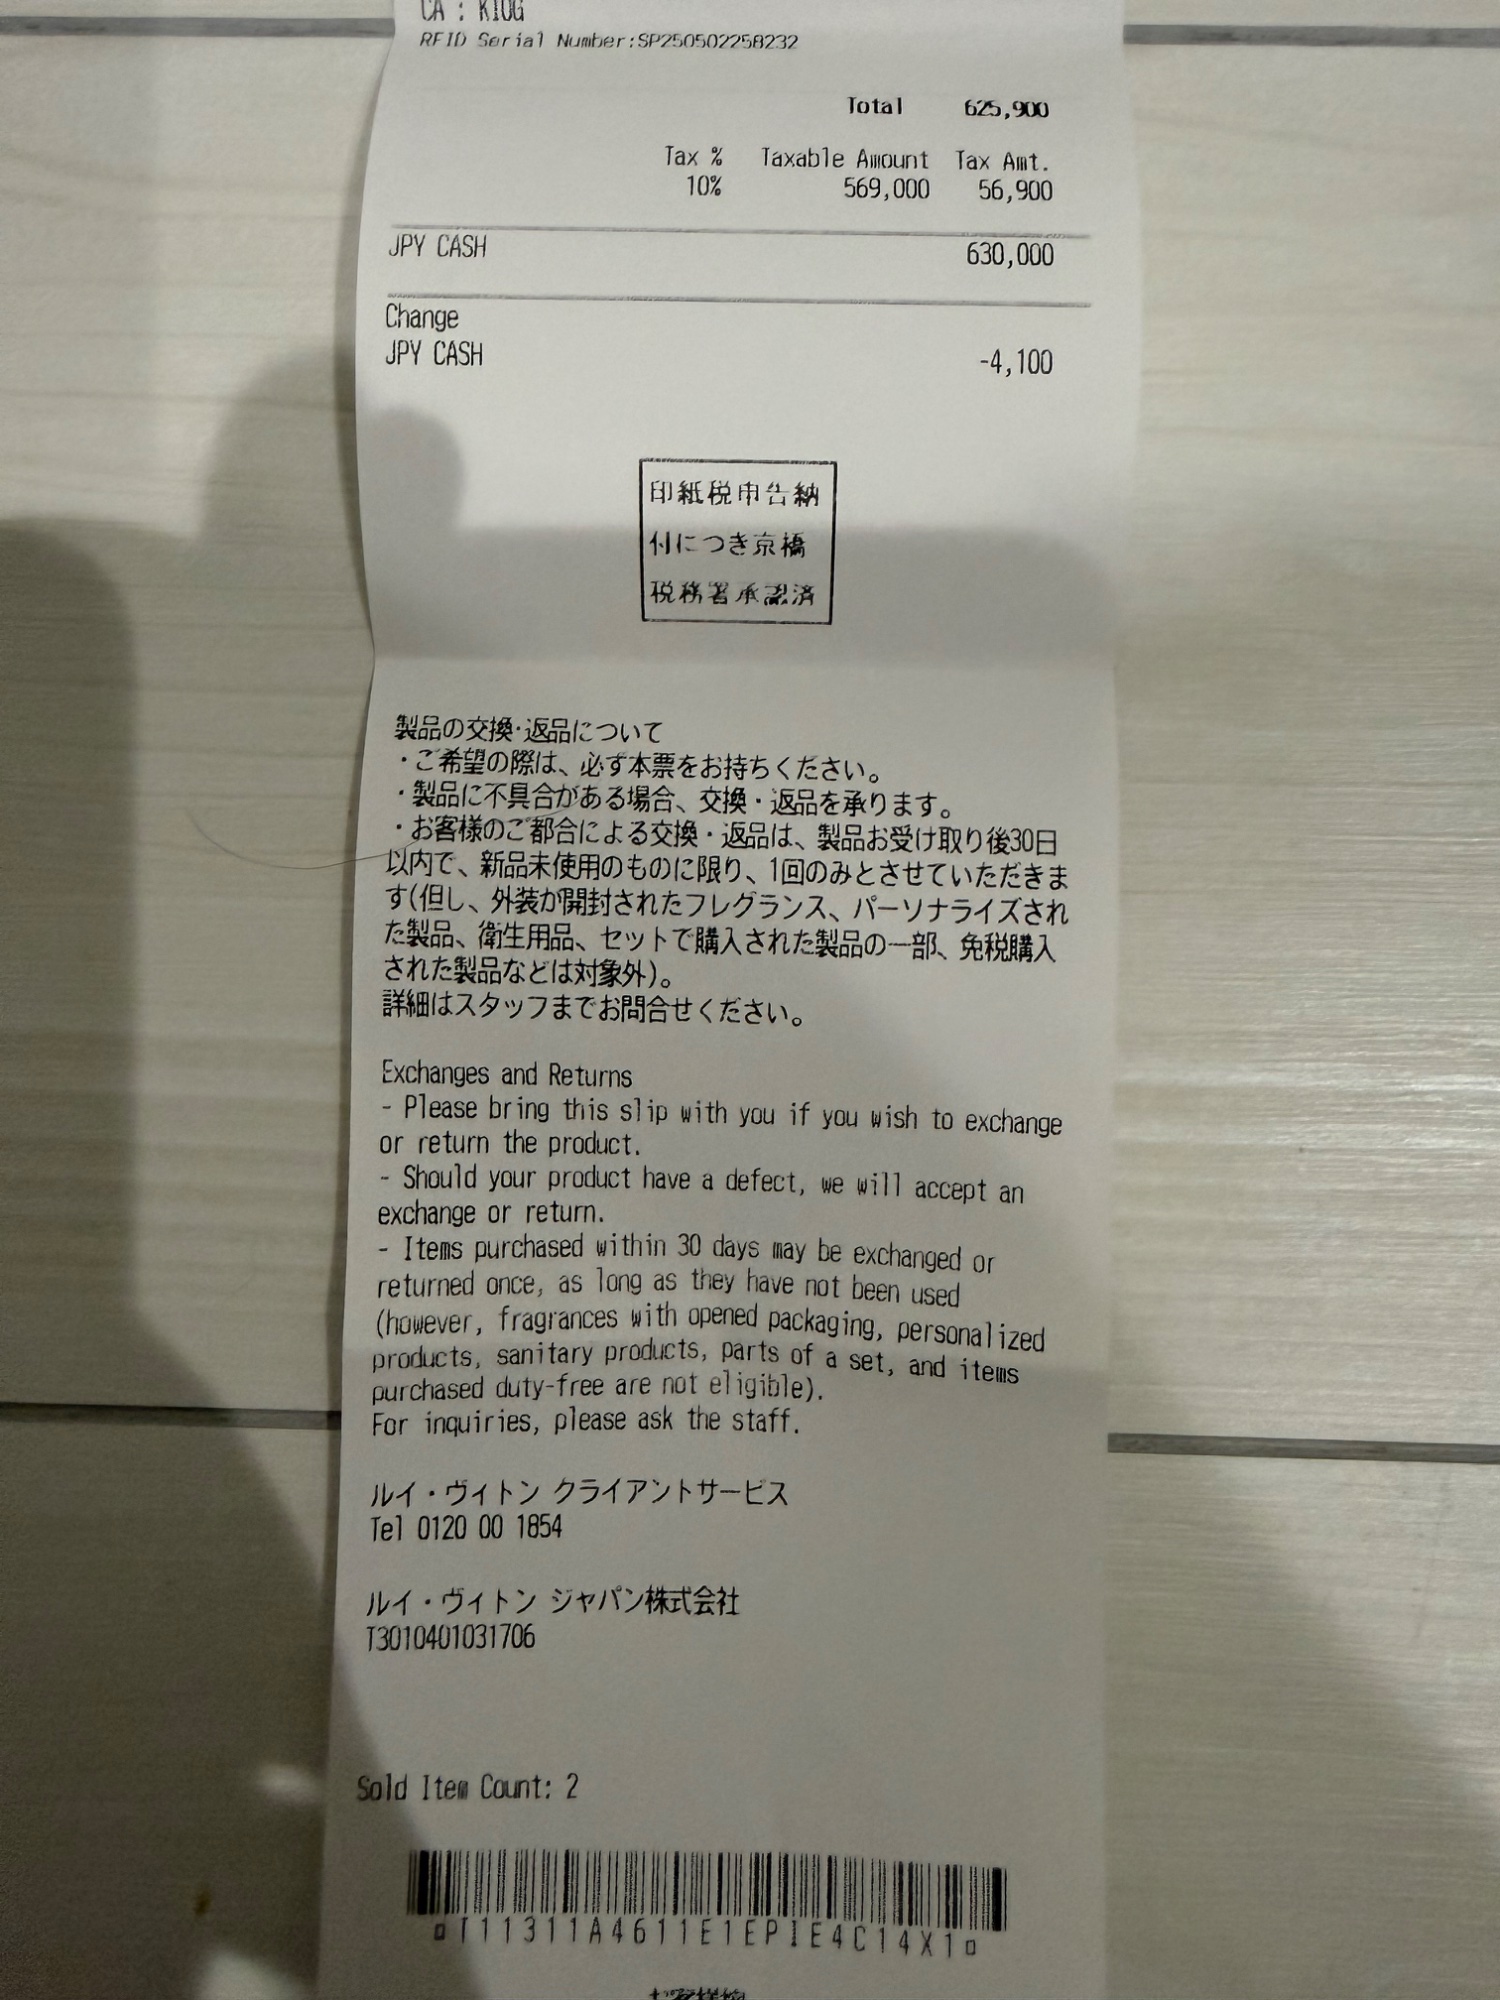 CA : K10G
RFID Serial Number:SP250502258232
Total 625,900
Tax % Taxable Amount Tax Amt.
10% 569,000 56,900
JPY CASH 630,000
Change
JPY CASH -4,100
印紙税申告納
付につき京橋
税務署承認済
製品の交換・返品について
・ご希望の際は、必ず本票をお持ちください。
・製品に不具合がある場合、交換・返品を承ります。
・お客様のご都合による交換・返品は、製品お受け取り後30日
以内で、新品未使用のものに限り、1回のみとさせていただきま
す(但し、外装が開封されたフレグランス、パーソナライズされ
た製品、衛生用品、セットで購入された製品の一部、免税購入
された製品などは対象外)。
詳細はスタッフまでお問合せください。
Exchanges and Returns
- Please bring this slip with you if you wish to exchange
or return the product.
- Should your product have a defect, we will accept an
exchange or return.
- Items purchased within 30 days may be exchanged or
returned once, as long as they have not been used
(however, fragrances with opened packaging, personalized
products, sanitary products, parts of a set, and items
purchased duty-free are not eligible).
For inquiries, please ask the staff.
ルイ・ヴィトン クライアントサービス
Tel 0120 00 1854
ルイ・ヴィトン ジャパン株式会社
T3010401031706
Sold Item Count: 2
T11311A4611E1EPIE4C14X1